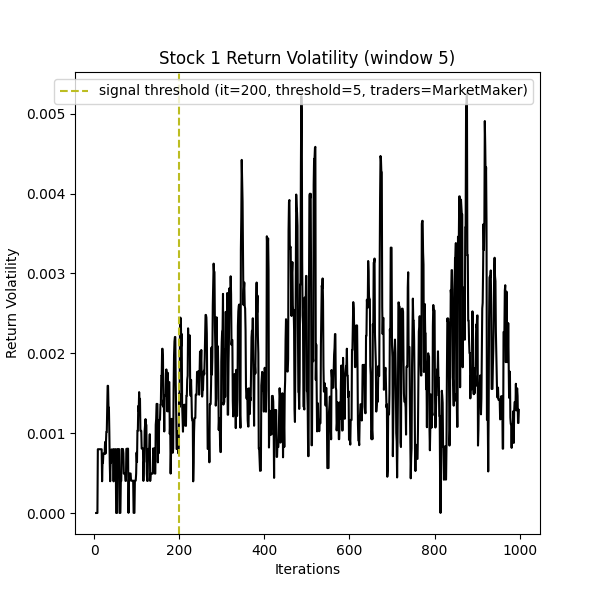 Stock 1 Return Volatility (window 5)
signal threshold (it=200, threshold=5, traders=MarketMaker)
0.005
0.004
0.003
0.002
0.001
0.000
Return Volatility
0 200 400 600 800 1000
Iterations